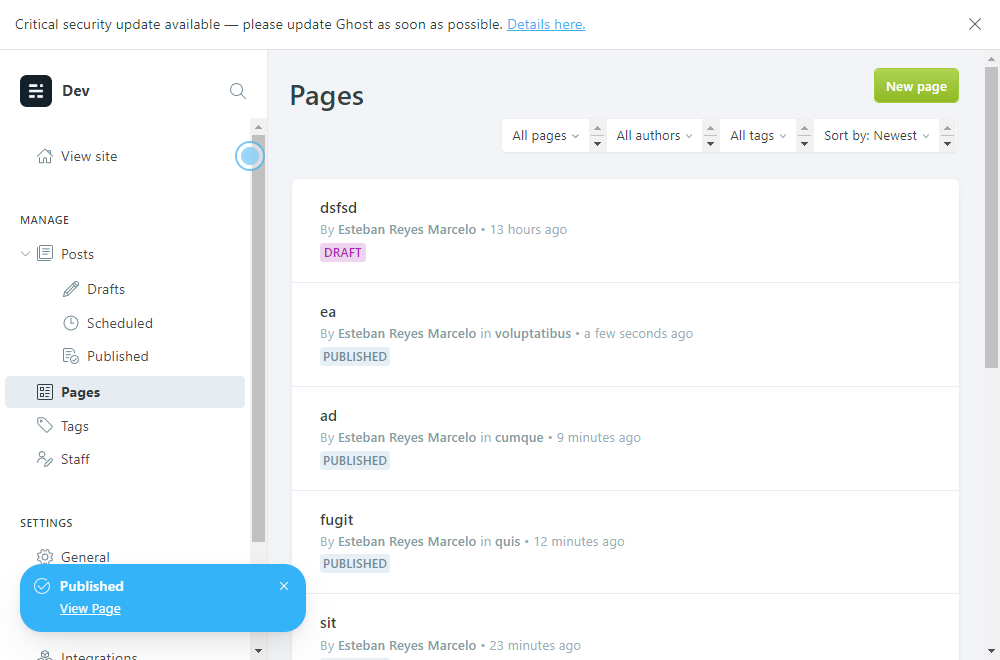 Critical security update available — please update Ghost as soon as possible. Details here.
Dev
View site
MANAGE
Posts
Drafts
Scheduled
Published
Pages
Tags
Staff
SETTINGS
General
Integrations
Published
View Page
Pages
New page
All pages All authors All tags Sort by: Newest
dsfsd
By Esteban Reyes Marcelo • 13 hours ago
DRAFT
ea
By Esteban Reyes Marcelo in voluptatibus • a few seconds ago
PUBLISHED
ad
By Esteban Reyes Marcelo in cumque • 9 minutes ago
PUBLISHED
fugit
By Esteban Reyes Marcelo in quis • 12 minutes ago
PUBLISHED
sit
By Esteban Reyes Marcelo • 23 minutes ago